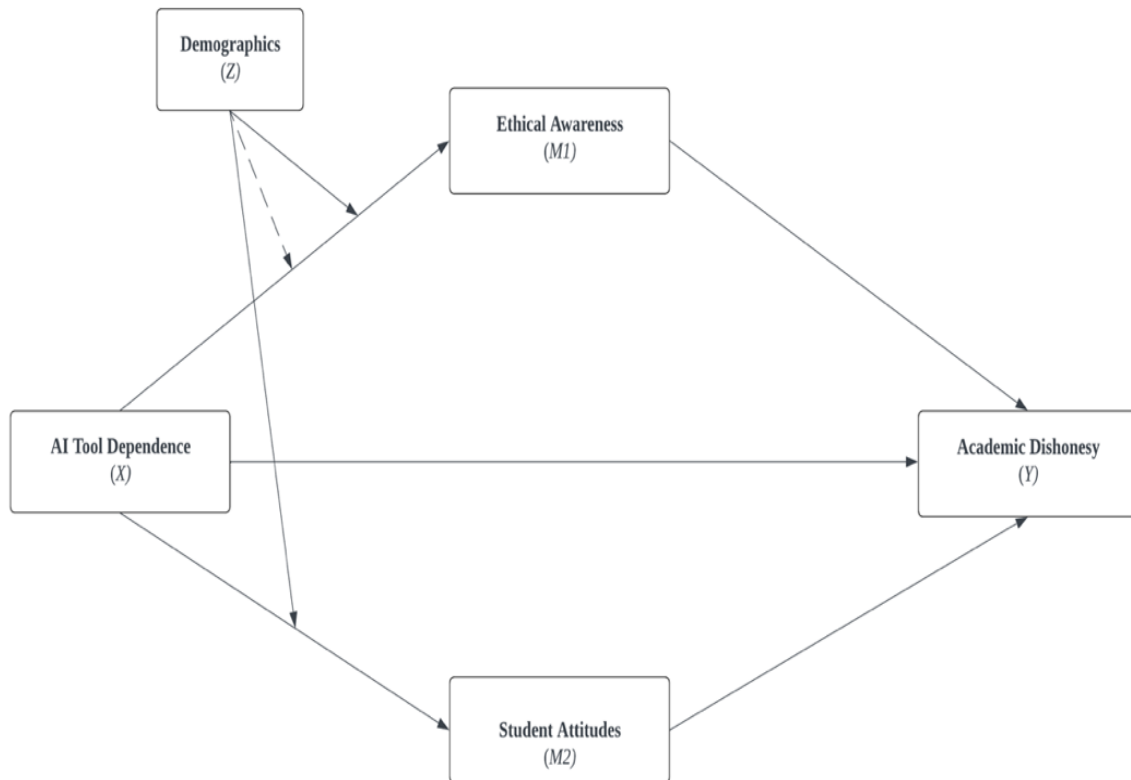 Demographics
(Z)
Ethical Awareness
(M1)
AI Tool Dependence
(X)
Academic Dishonesy
(Y)
Student Attitudes
(M2)